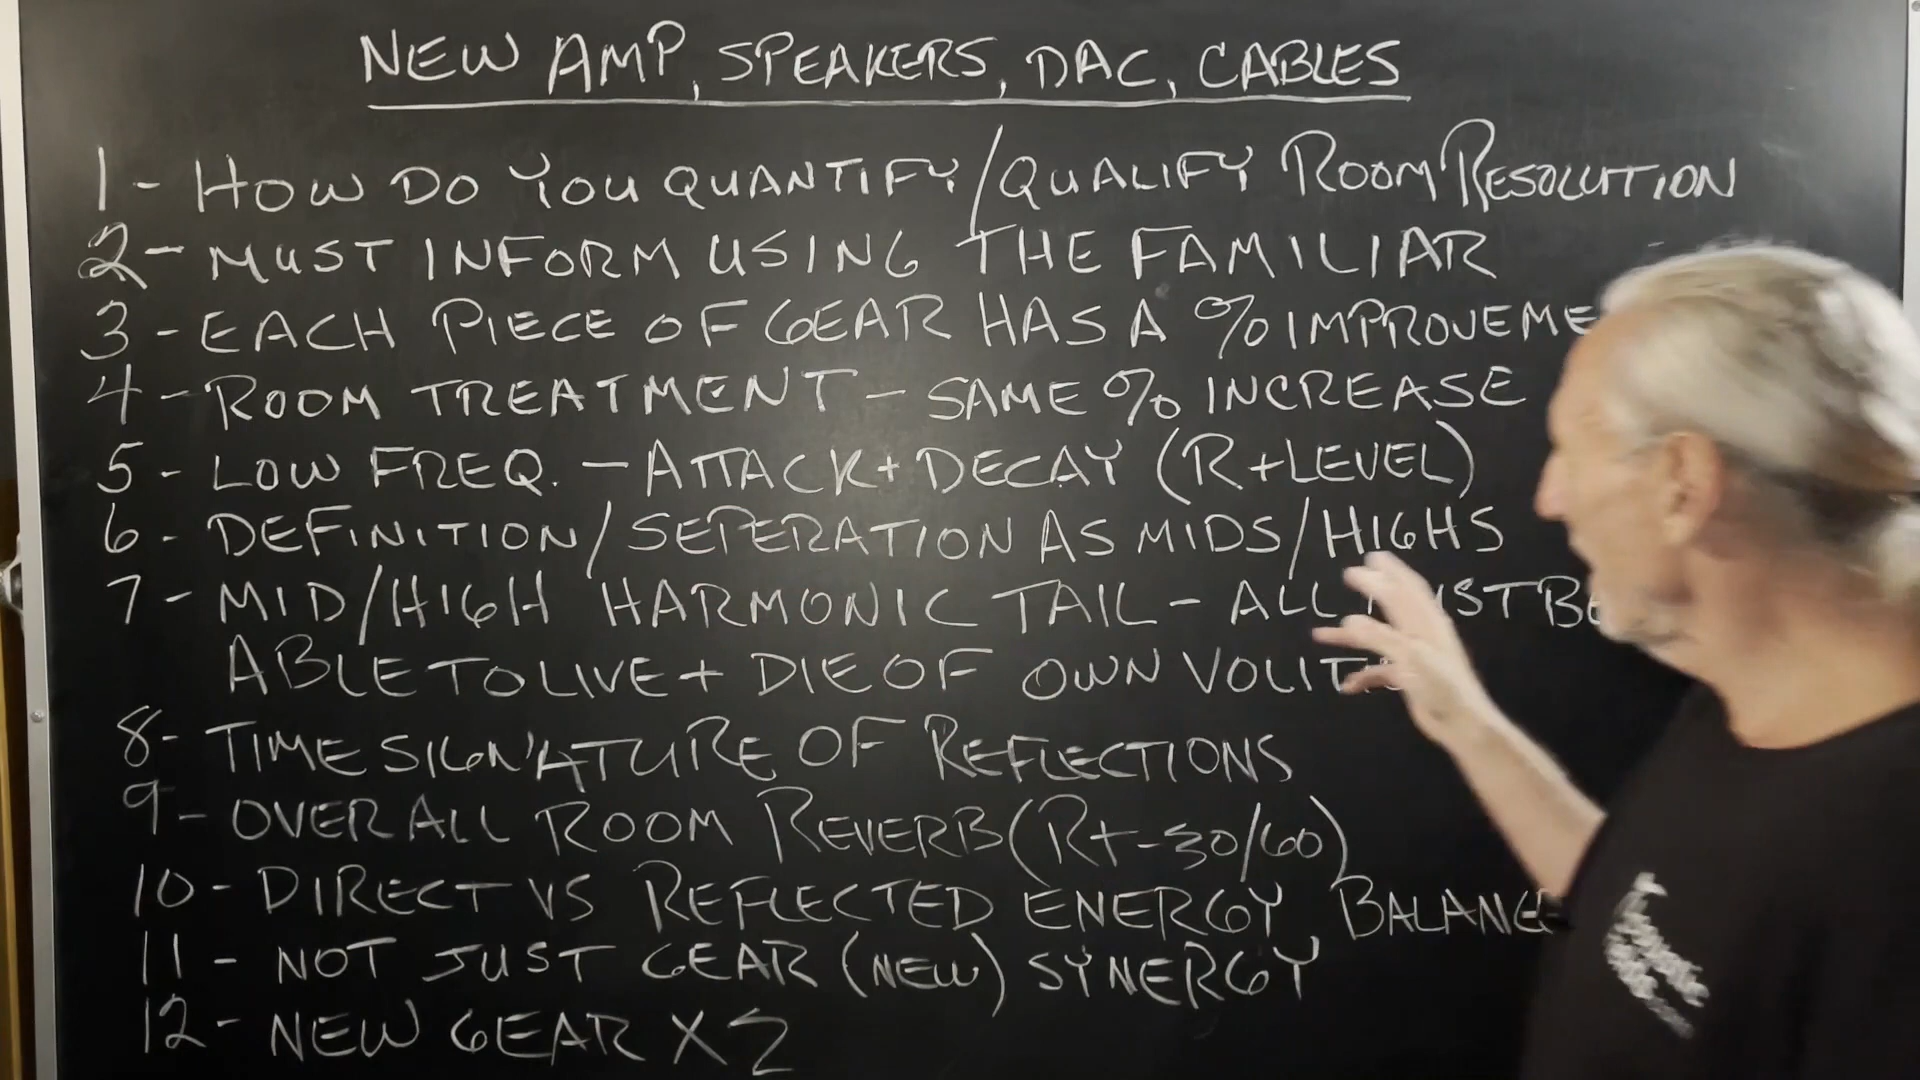 NEW AMP, SPEAKERS, DAC, CABLES
1 - HOW DO YOU QUANTIFY/QUALIFY ROOM RESOLUTION
2 - MUST INFORM USING THE FAMILIAR
3 - EACH PIECE OF GEAR HAS A % IMPROVEME
4 - ROOM TREATMENT - SAME % INCREASE
5 - LOW FREQ. - ATTACK + DECAY (R+LEVEL)
6 - DEFINITION/SEPERATION AS MIDS/HIGHS
7 - MID/HIGH HARMONIC TAIL - ALL MUST BE
ABLE TO LIVE + DIE OF OWN VOLIT
8 - TIME SIGNATURE OF REFLECTIONS
9 - OVERALL ROOM REVERB (Rt-30/60)
10 - DIRECT VS REFLECTED ENERGY BALANCE
11 - NOT JUST GEAR (NEW) SYNERGY
12 - NEW GEAR X 2